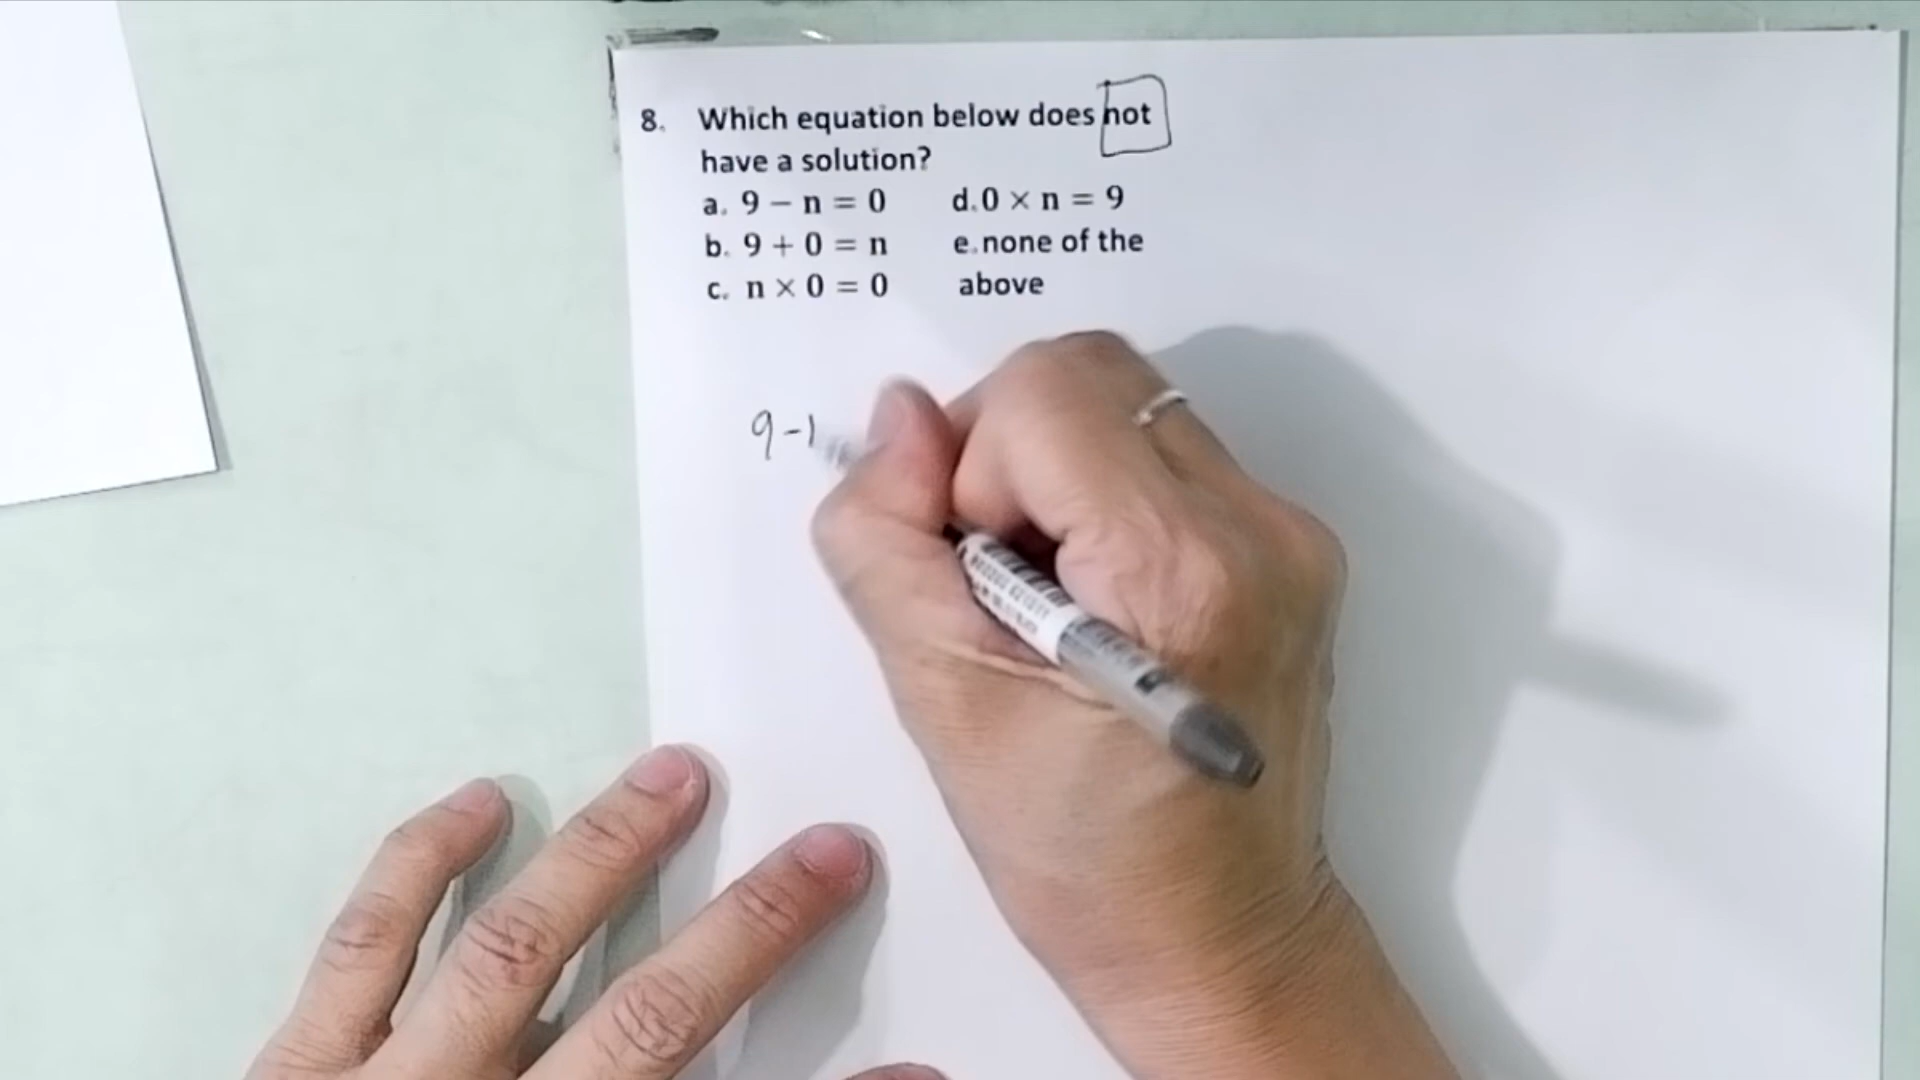 8. Which equation below does not
have a solution?
a. 9 − n = 0 d. 0 × n = 9
b. 9 + 0 = n e. none of the
c. n × 0 = 0 above
9 - 1